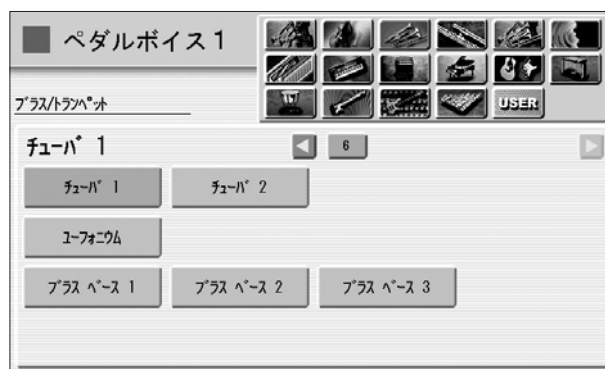 ペダルボイス1
USER
ﾌﾞﾗｽ/ﾄﾗﾝﾍﾟｯﾄ
ﾁｭｰﾊﾞ 1
6
ﾁｭｰﾊﾞ 1 ﾁｭｰﾊﾞ 2
ﾕｰﾌｫﾆｳﾑ
ﾌﾞﾗｽ ﾍﾞｰｽ 1 ﾌﾞﾗｽ ﾍﾞｰｽ 2 ﾌﾞﾗｽ ﾍﾞｰｽ 3